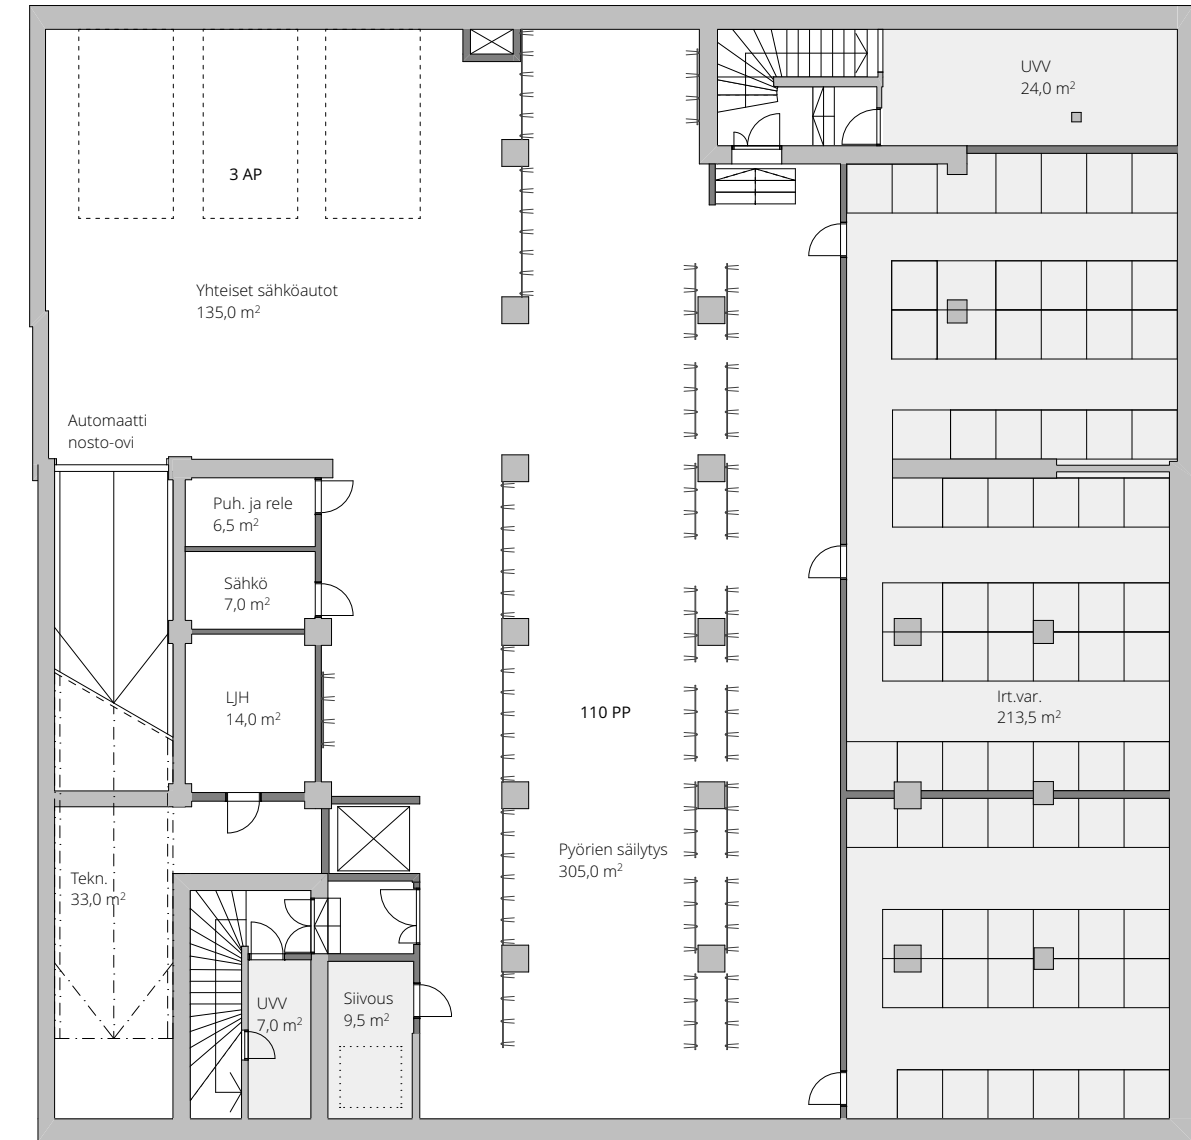 UVV
24,0 m²
3 AP
Yhteiset sähköautot
135,0 m²
Automaatti
nosto-ovi
Puh. ja rele
6,5 m²
Sähkö
7,0 m²
LJH
14,0 m²
Irt.var.
213,5 m²
110 PP
Pyörien säilytys
305,0 m²
Tekn.
33,0 m²
UVV
7,0 m²
Siivous
9,5 m²